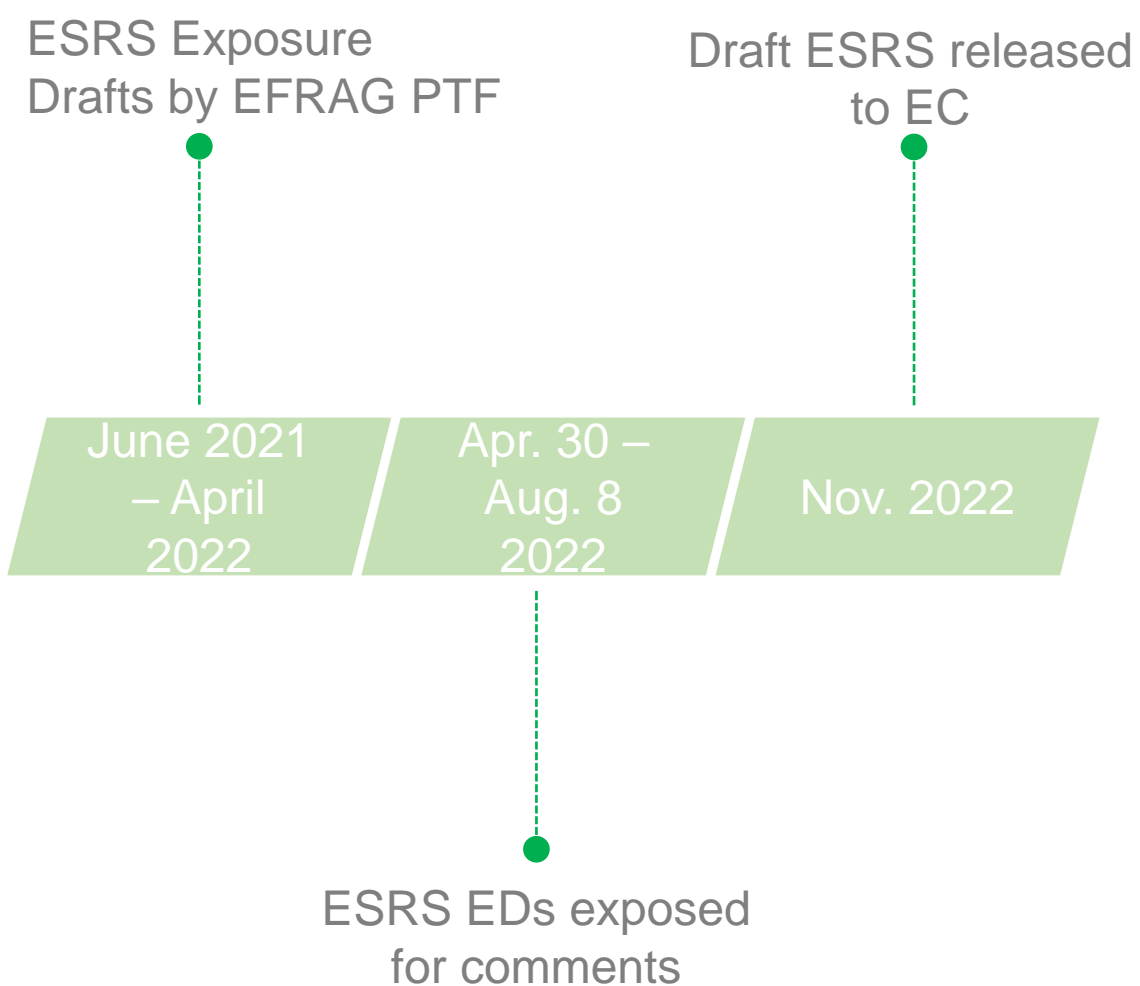 ESRS Exposure
Drafts by EFRAG PTF
Draft ESRS released
to EC
June 2021
– April
2022
Apr. 30 –
Aug. 8
2022
Nov. 2022
ESRS EDs exposed
for comments